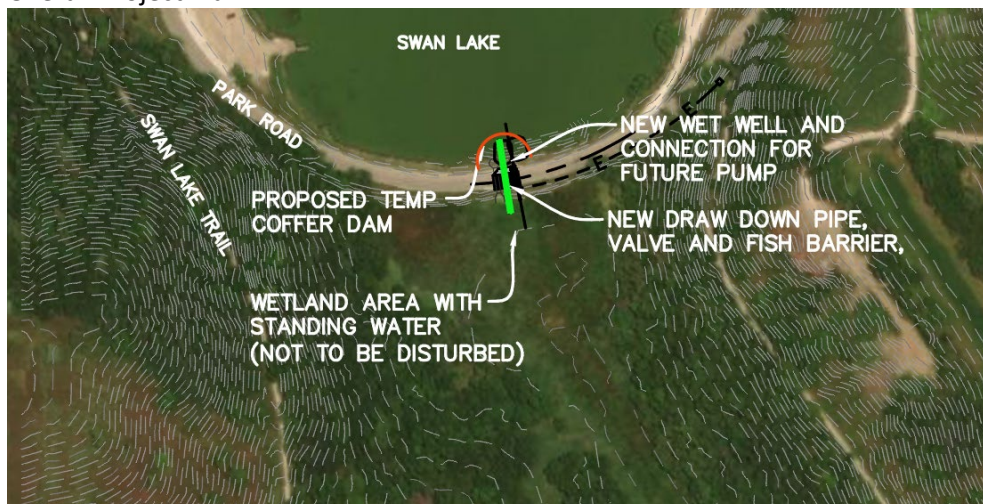 SWAN LAKE
PARK ROAD
SWAN LAKE TRAIL
NEW WET WELL AND
CONNECTION FOR
FUTURE PUMP
E
E
PROPOSED TEMP
COFFER DAM
NEW DRAW DOWN PIPE,
VALVE AND FISH BARRIER,
WETLAND AREA WITH
STANDING WATER
(NOT TO BE DISTURBED)